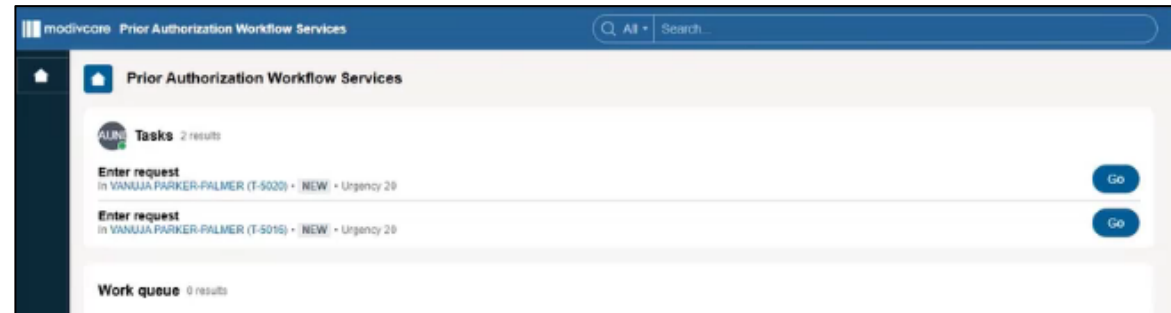 modivcare Prior Authorization Workflow Services
All Search...
Prior Authorization Workflow Services
Tasks 2 results
Enter request
In VANUJA PARKER-PALMER (T-5020) • NEW • Urgency 20
Go
Enter request
In VANUJA PARKER-PALMER (T-5016) • NEW • Urgency 20
Go
Work queue 0 results